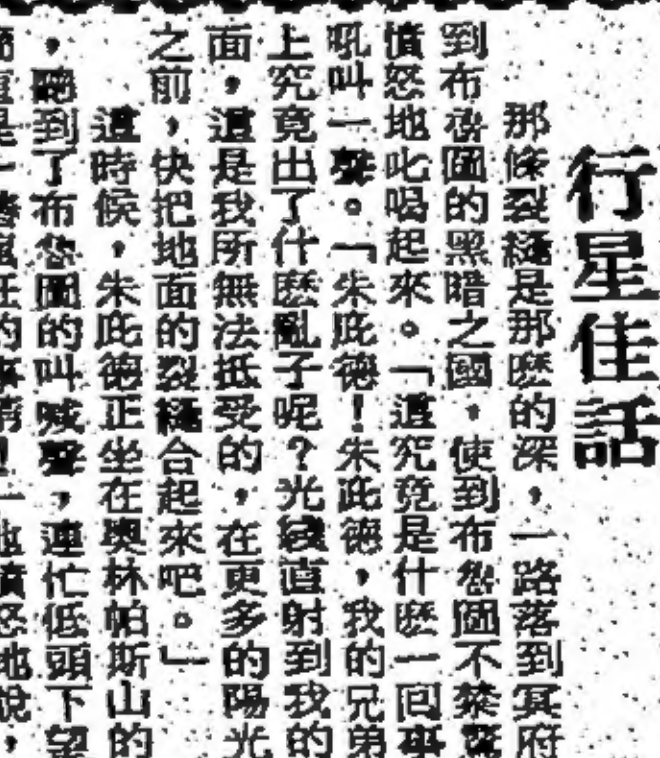 行星佳話
那條裂縫是那麼的深，一路落到冥府
到布圖的黑暗之國，使到布圖不禁驚
憤怒地叱喝起來。「這究竟是什麼一回事
吼叫一聲。「朱庇德！朱庇德，我的兄弟
上究竟出了什麼亂子呢？光線直射到我的
面，這是我所無法抵受的，在更多的陽光
之前，快把地面的裂縫合起來吧。」
這時候，朱庇德正坐在奧林帕斯山的
，聽到了布圖的叫喊聲，連忙低頭下望
是一狂的事情！憤怒地說，